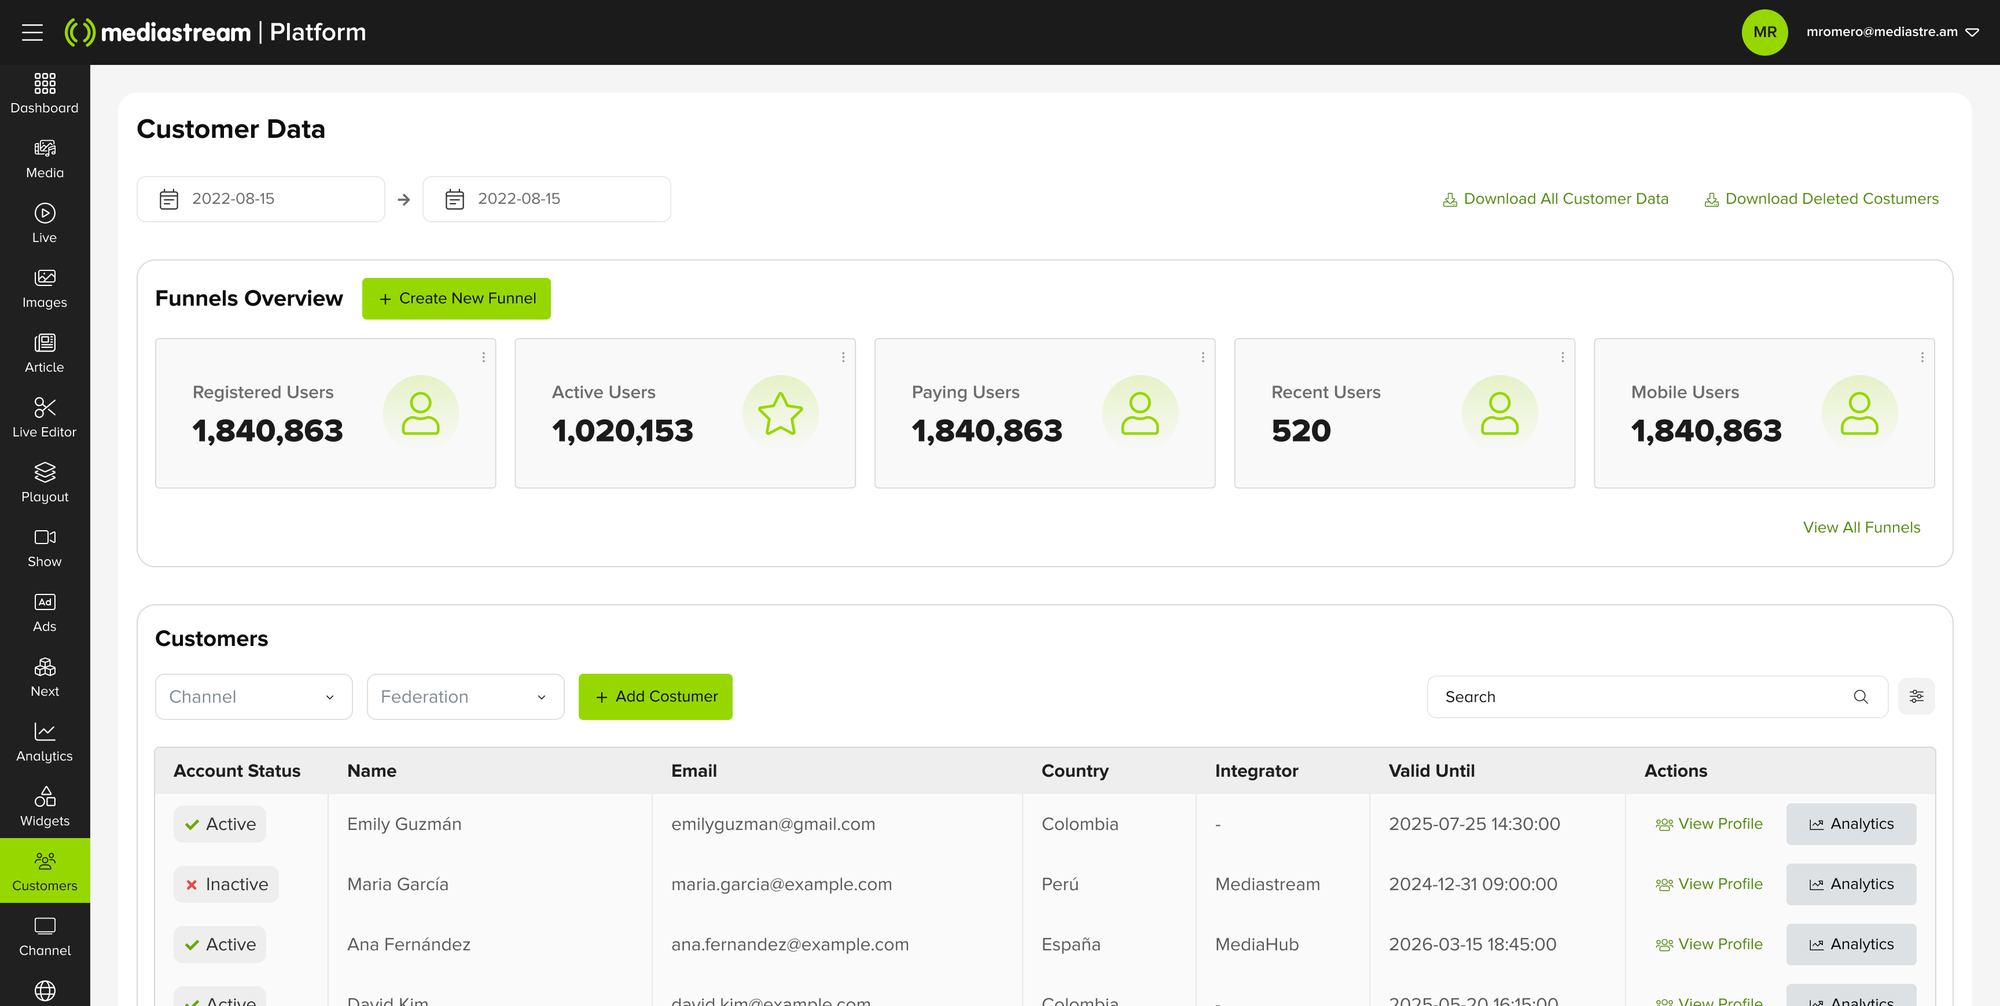 mediastream | Platform
MR
mromero@mediastre.am
Dashboard
Media
Live
Images
Article
Live Editor
Playout
Show
Ad
Ads
Next
Analytics
Widgets
Customers
Channel
Customer Data
2022-08-15 → 2022-08-15
Download All Customer Data
Download Deleted Costumers
Funnels Overview
+ Create New Funnel
Registered Users
1,840,863
Active Users
1,020,153
Paying Users
1,840,863
Recent Users
520
Mobile Users
1,840,863
View All Funnels
Customers
Channel
Federation
+ Add Costumer
Search
Account Status Name Email Country Integrator Valid Until Actions
Active Emily Guzmán emilyguzman@gmail.com Colombia - 2025-07-25 14:30:00 View Profile Analytics
Inactive Maria García maria.garcia@example.com Perú Mediastream 2024-12-31 09:00:00 View Profile Analytics
Active Ana Fernández ana.fernandez@example.com España MediaHub 2026-03-15 18:45:00 View Profile Analytics
Active David Kim david.kim@example.com Colombia - 2025-05-20 16:15:00 View Profile Analytics